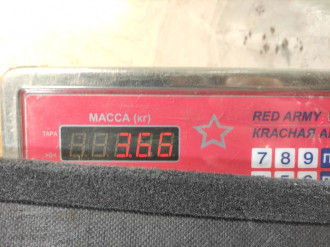 МАССА (кг)
RED ARMY
ТАРА
КРАСНАЯ А
3.66
7 8 9